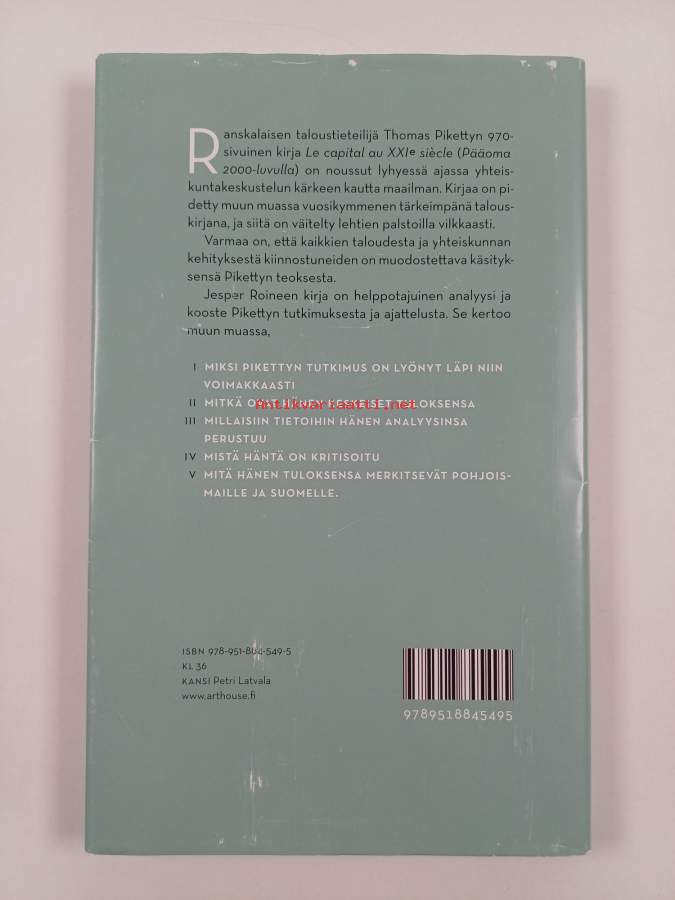 Ranskalaisen taloustieteilijä Thomas Pikettyn 970-
sivuinen kirja Le capital au XXIe siècle (Pääoma
2000-luvulla) on noussut lyhyessä ajassa yhteis-
kuntakeskustelun kärkeen kautta maailman. Kirjaa on pi-
detty muun muassa vuosikymmenen tärkeimpänä talous-
kirjana, ja siitä on väitelty lehtien palstoilla vilkkaasti.
Varmaa on, että kaikkien taloudesta ja yhteiskunnan
kehityksestä kiinnostuneiden on muodostettava käsityk-
sensä Pikettyn teoksesta.
Jesper Roineen kirja on helppotajuinen analyysi ja
kooste Pikettyn tutkimuksesta ja ajattelusta. Se kertoo
muun muassa,
I MIKSI PIKETTYN TUTKIMUS ON LYÖNYT LÄPI NIIN
VOIMAKKAASTI
II MITKÄ OVAT HÄNEN KESKEISET TULOKSENSA
Antikvariaatti.net
III MILLAISIIN TIETOIHIN HÄNEN ANALYYSINSA
PERUSTUU
IV MISTÄ HÄNTÄ ON KRITISOITU
V MITÄ HÄNEN TULOKSENSA MERKITSEVÄT POHJOIS-
MAILLE JA SUOMELLE.
ISBN 978-951-884-549-5
KL 36
KANSI Petri Latvala
www.arthouse.fi
9789518845495